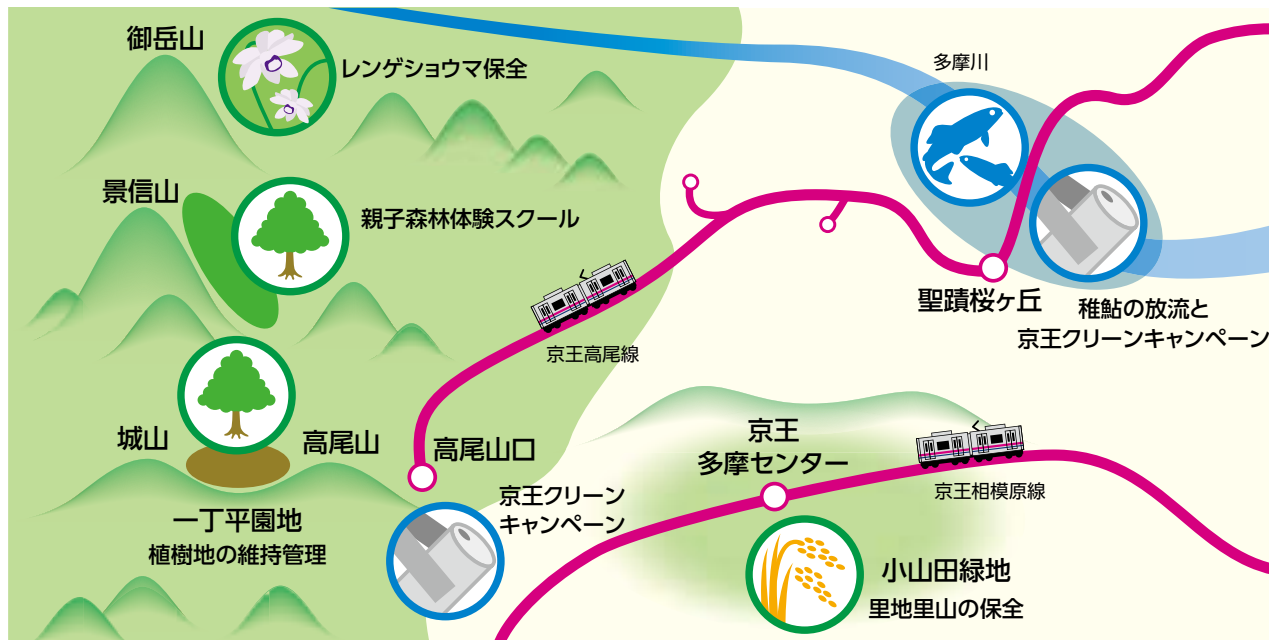 御岳山
レンゲショウマ保全
多摩川
景信山
親子森林体験スクール
聖蹟桜ヶ丘
稚鮎の放流と
京王クリーンキャンペーン
京王高尾線
城山
高尾山
高尾山口
京王
多摩センター
京王相模原線
京王クリーン
キャンペーン
一丁平園地
植樹地の維持管理
小山田緑地
里地里山の保全